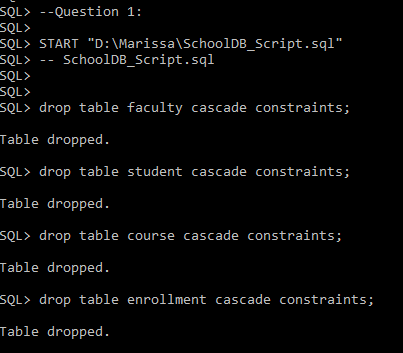 SQL> --Question 1:
SQL>
SQL> START "D:\Marissa\SchoolDB_Script.sql"
SQL> -- SchoolDB_Script.sql
SQL>
SQL>
SQL> drop table faculty cascade constraints;
Table dropped.
SQL> drop table student cascade constraints;
Table dropped.
SQL> drop table course cascade constraints;
Table dropped.
SQL> drop table enrollment cascade constraints;
Table dropped.